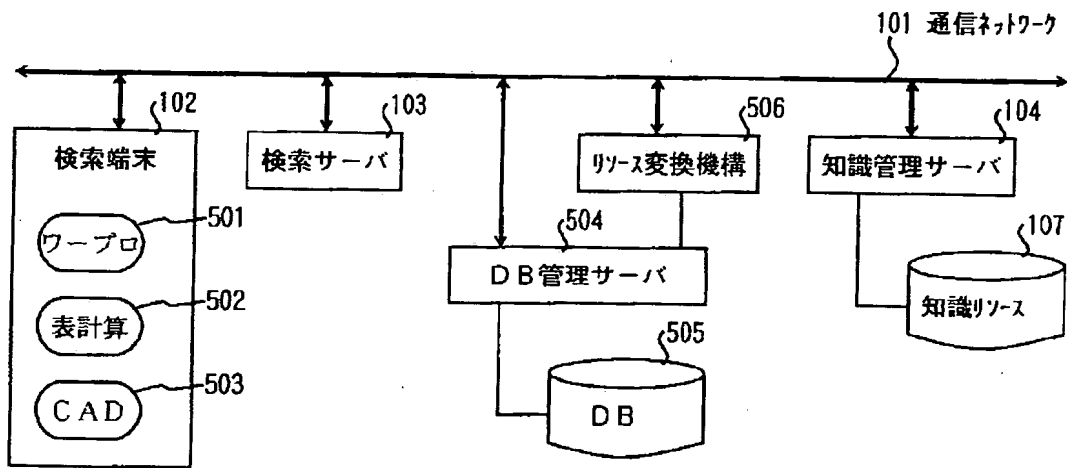 101 通信ネットワーク
102
検索端末
103
検索サーバ
506
リソース変換機構
104
知識管理サーバ
501
ワープロ
504
DB管理サーバ
107
知識リソース
502
表計算
505
DB
503
CAD